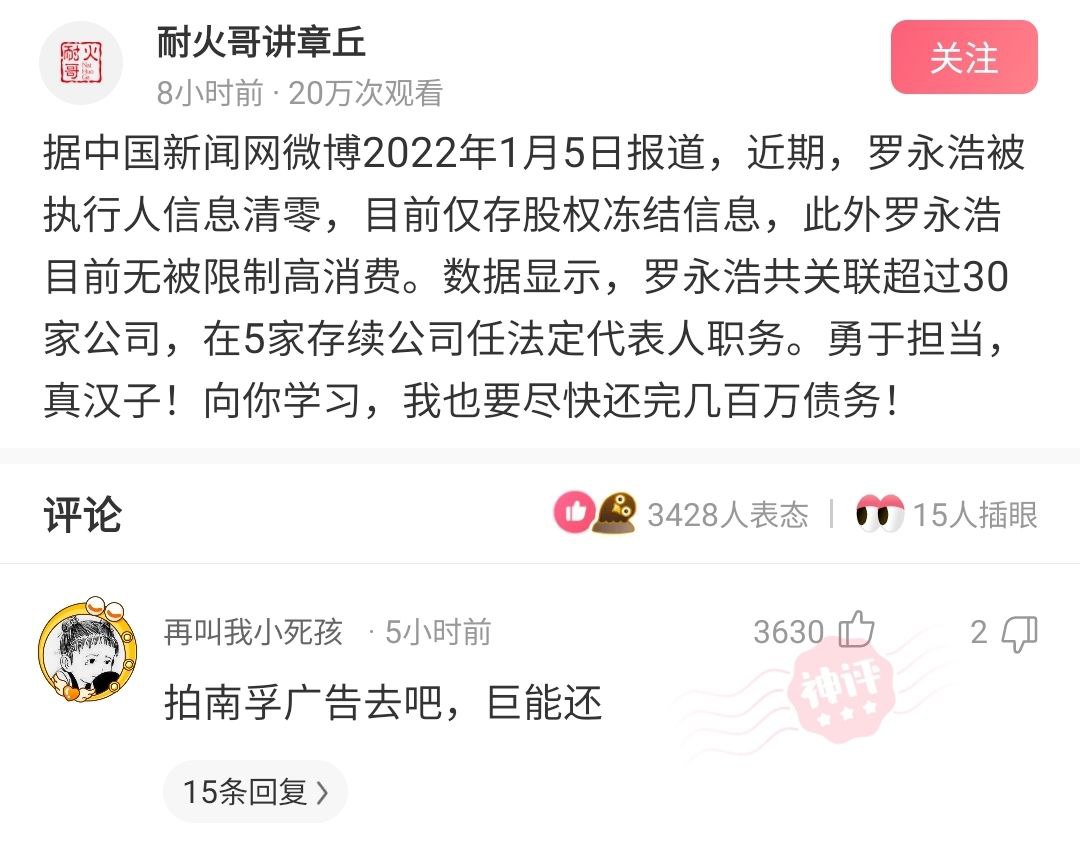 耐火哥
耐火哥讲章丘
8小时前 · 20万次观看
关注
据中国新闻网微博2022年1月5日报道，近期，罗永浩被
执行人信息清零，目前仅存股权冻结信息，此外罗永浩
目前无被限制高消费。数据显示，罗永浩共关联超过30
家公司，在5家存续公司任法定代表人职务。勇于担当，
真汉子！向你学习，我也要尽快还完几百万债务！
评论
3428人表态
15人插眼
再叫我小死孩 · 5小时前
3630
2
神评
拍南孚广告去吧，巨能还
15条回复